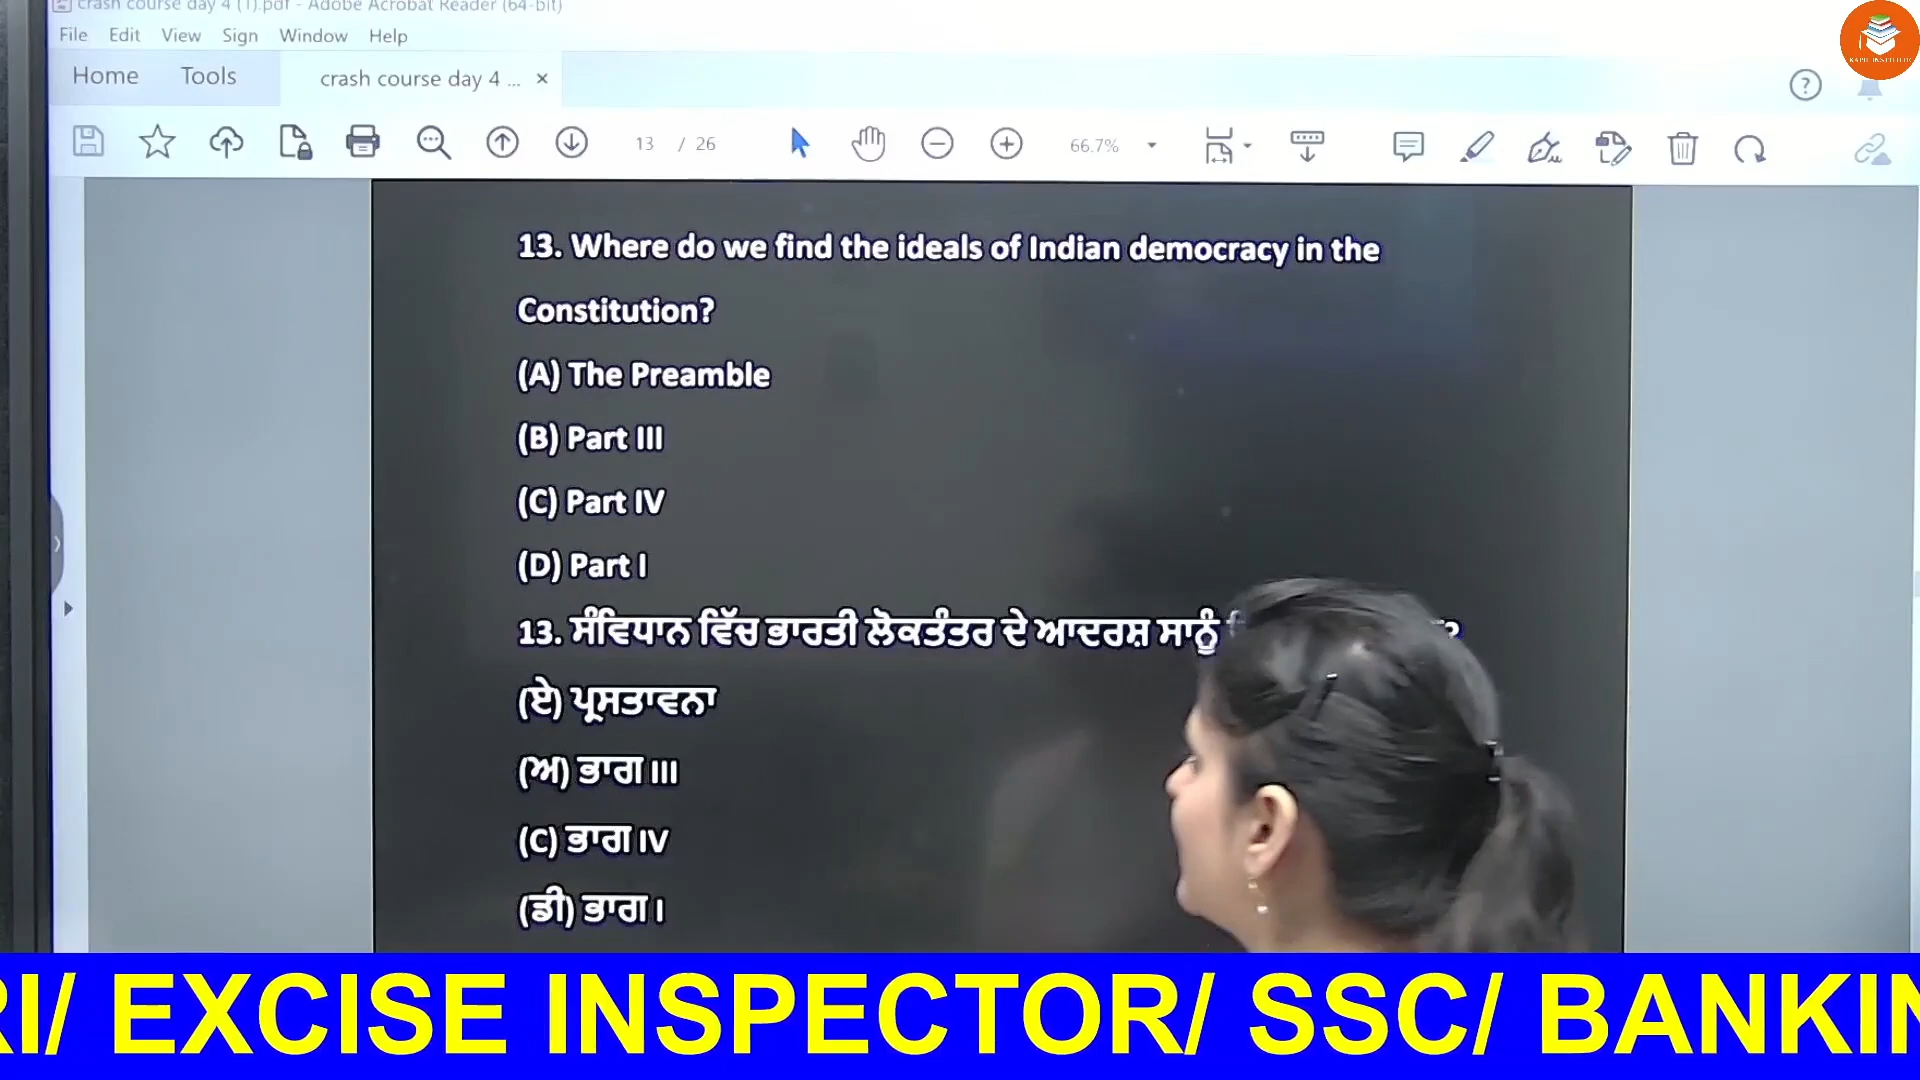 crash course day 4 (1).pdf - Adobe Acrobat Reader (64-bit)
File Edit View Sign Window Help
Home Tools crash course day 4 ... ×
13 / 26 66.7%
13. Where do we find the ideals of Indian democracy in the
Constitution?
(A) The Preamble
(B) Part III
(C) Part IV
(D) Part I
13. ਸੰਵਿਧਾਨ ਵਿੱਚ ਭਾਰਤੀ ਲੋਕਤੰਤਰ ਦੇ ਆਦਰਸ਼ ਸਾਨੂੰ
(ਏ) ਪ੍ਰਸਤਾਵਨਾ
(ਅ) ਭਾਗ III
(C) ਭਾਗ IV
(ਡੀ) ਭਾਗ I
RI/ EXCISE INSPECTOR/ SSC/ BANKIN